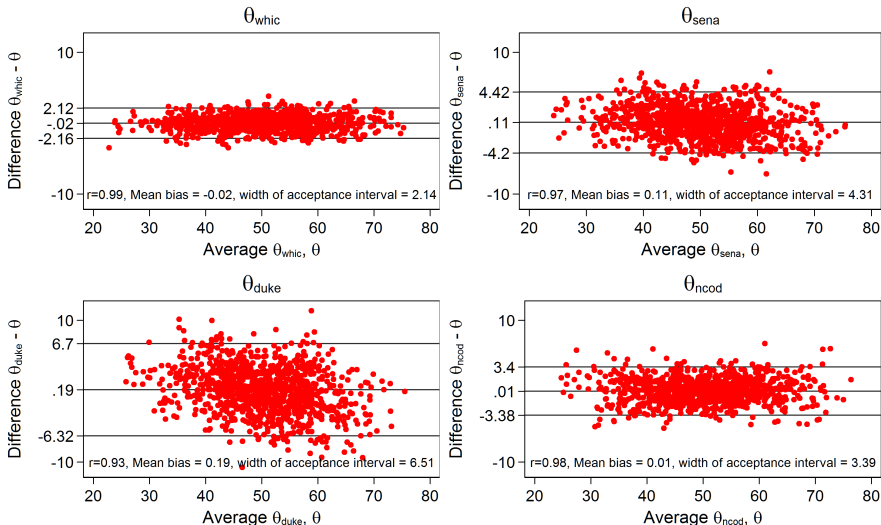 θwhic
Difference θwhic - θ
10
2.12
-.02
-2.16
-10
r=0.99, Mean bias = -0.02, width of acceptance interval = 2.14
20 30 40 50 60 70 80
Average θwhic, θ
θsena
Difference θsena - θ
10
4.42
.11
-4.2
-10
r=0.97, Mean bias = 0.11, width of acceptance interval = 4.31
20 30 40 50 60 70 80
Average θsena, θ
θduke
Difference θduke - θ
10
6.7
.19
-6.32
-10
r=0.93, Mean bias = 0.19, width of acceptance interval = 6.51
20 30 40 50 60 70 80
Average θduke, θ
θncod
Difference θncod - θ
10
3.4
.01
-3.38
-10
r=0.98, Mean bias = 0.01, width of acceptance interval = 3.39
20 30 40 50 60 70 80
Average θncod, θ